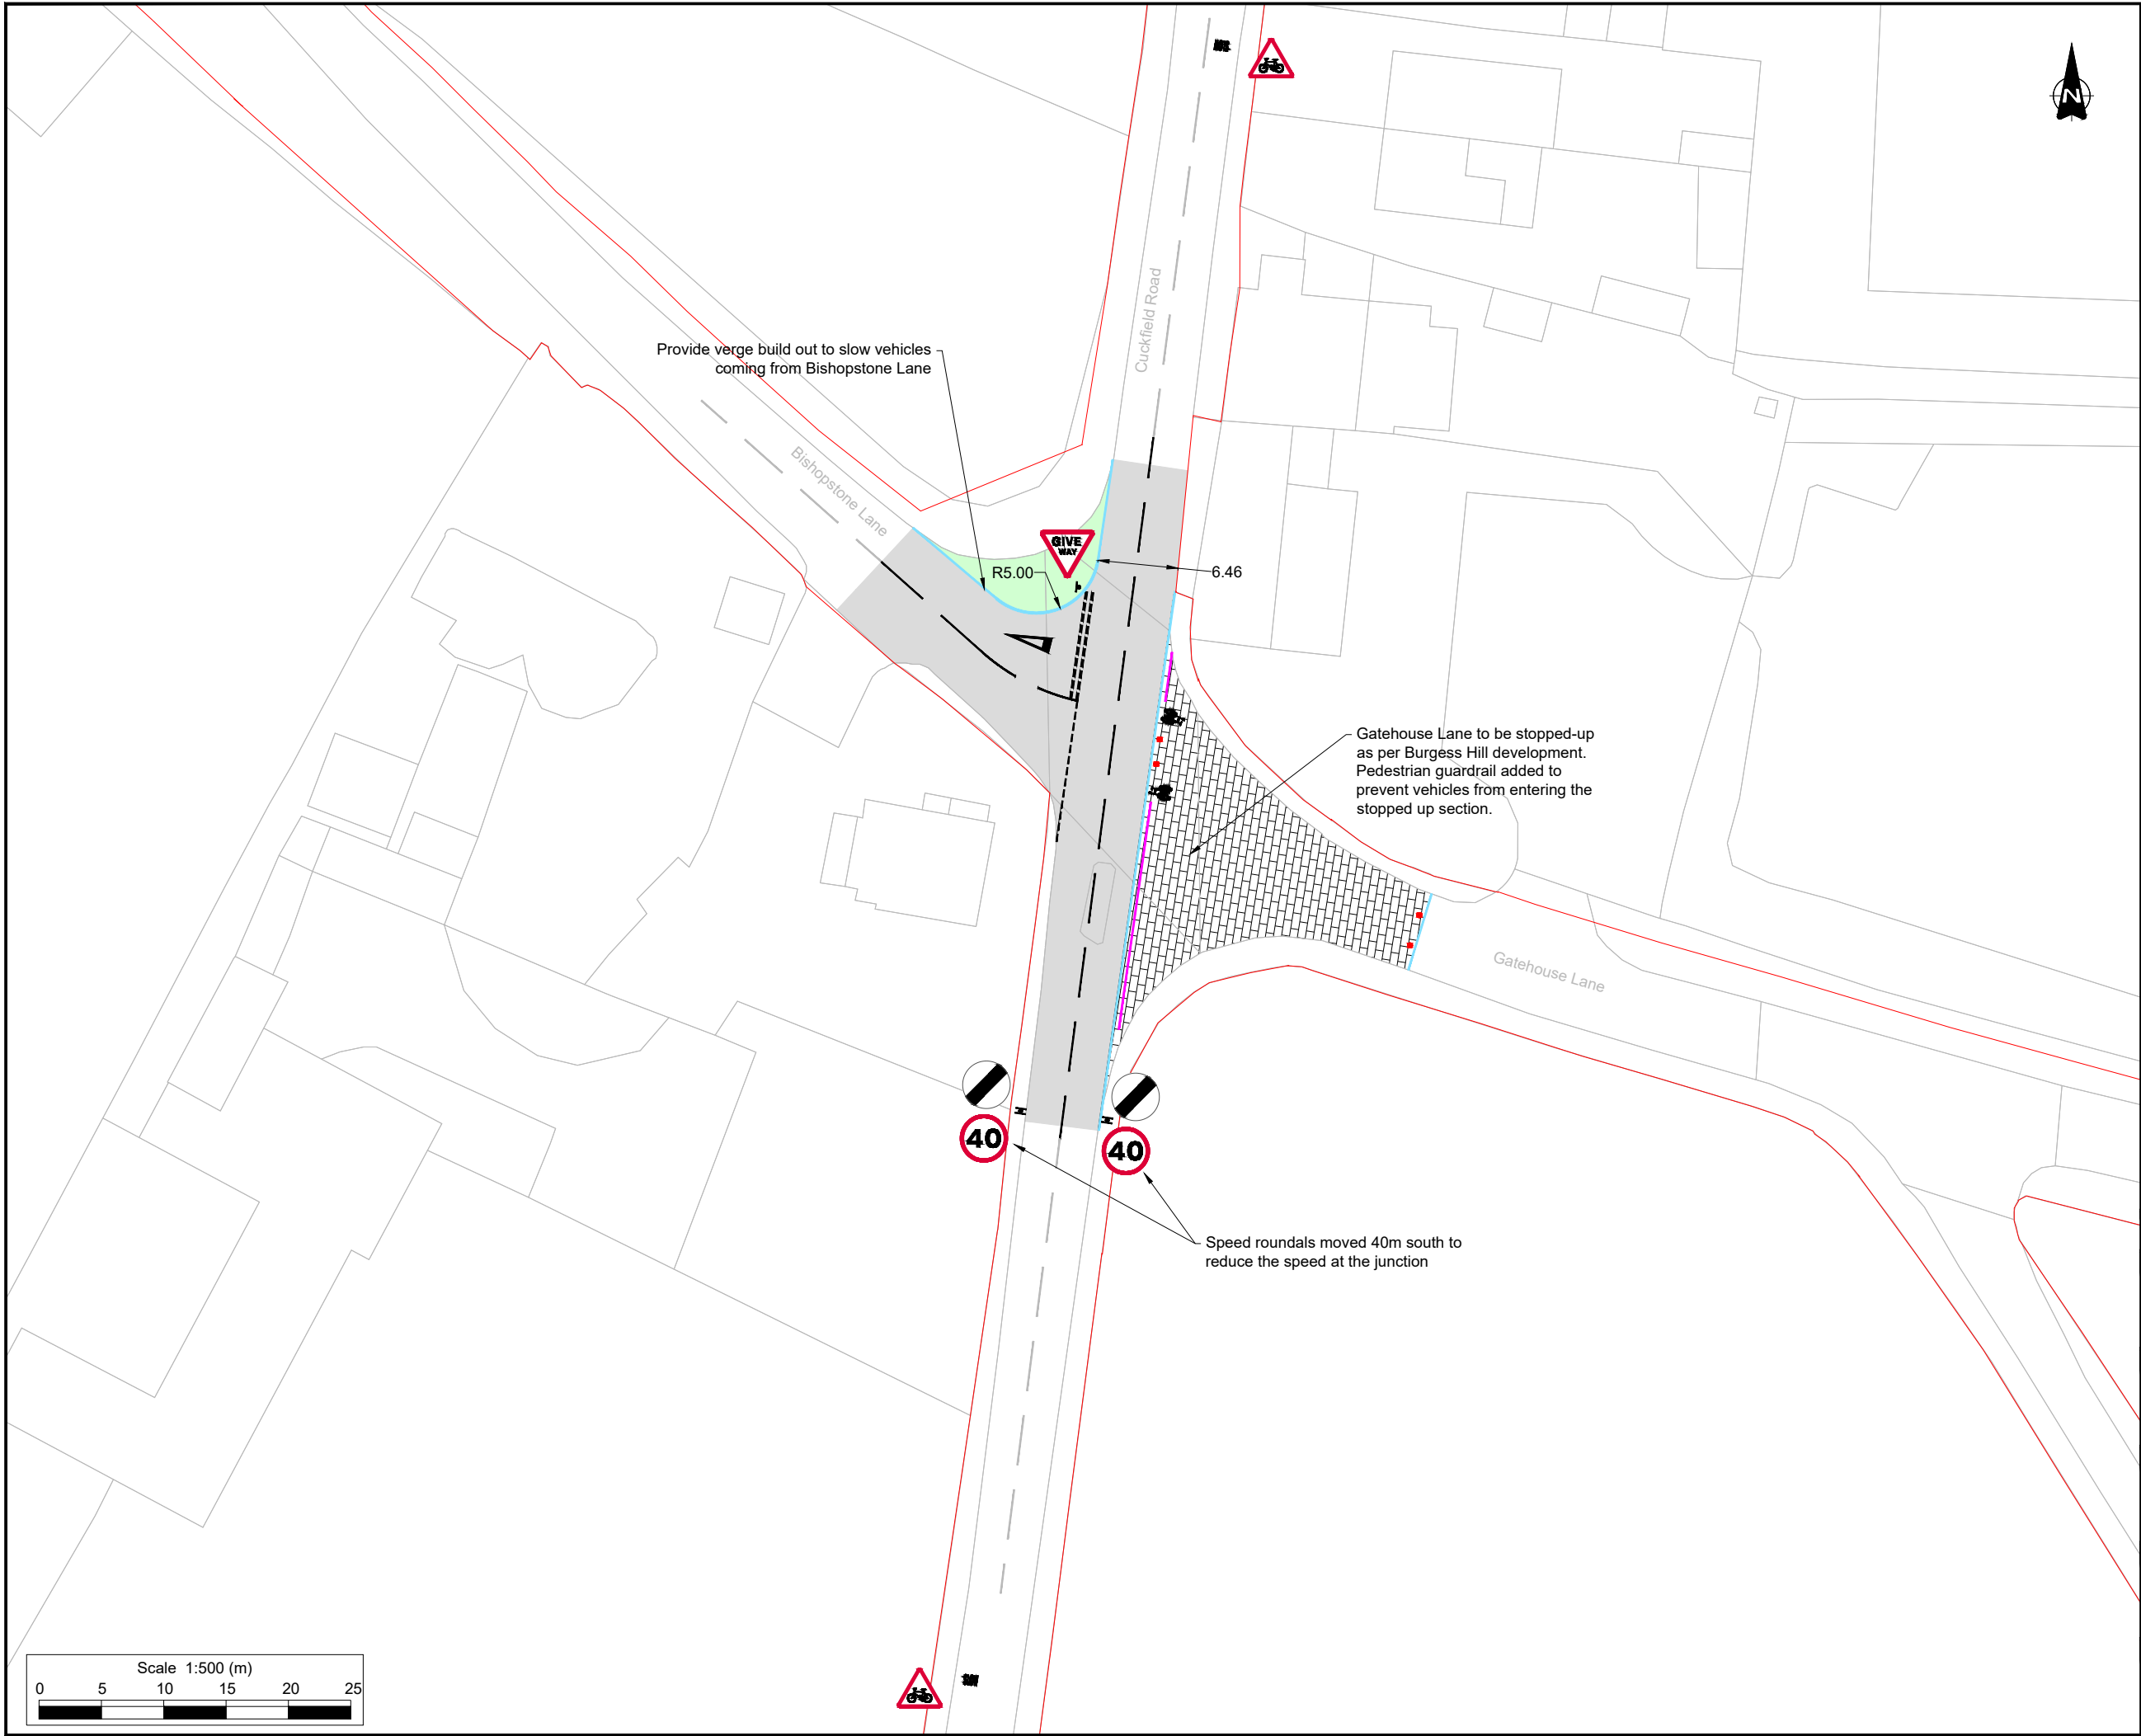 N
Cuckfield Road
Provide verge build out to slow vehicles
coming from Bishopstone Lane
Bishopstone Lane
GIVE
WAY
R5.00
6.46
Gatehouse Lane to be stopped-up
as per Burgess Hill development.
Pedestrian guardrail added to
prevent vehicles from entering the
stopped up section.
Gatehouse Lane
40
40
Speed roundals moved 40m south to
reduce the speed at the junction
Scale 1:500 (m)
0 5 10 15 20 25